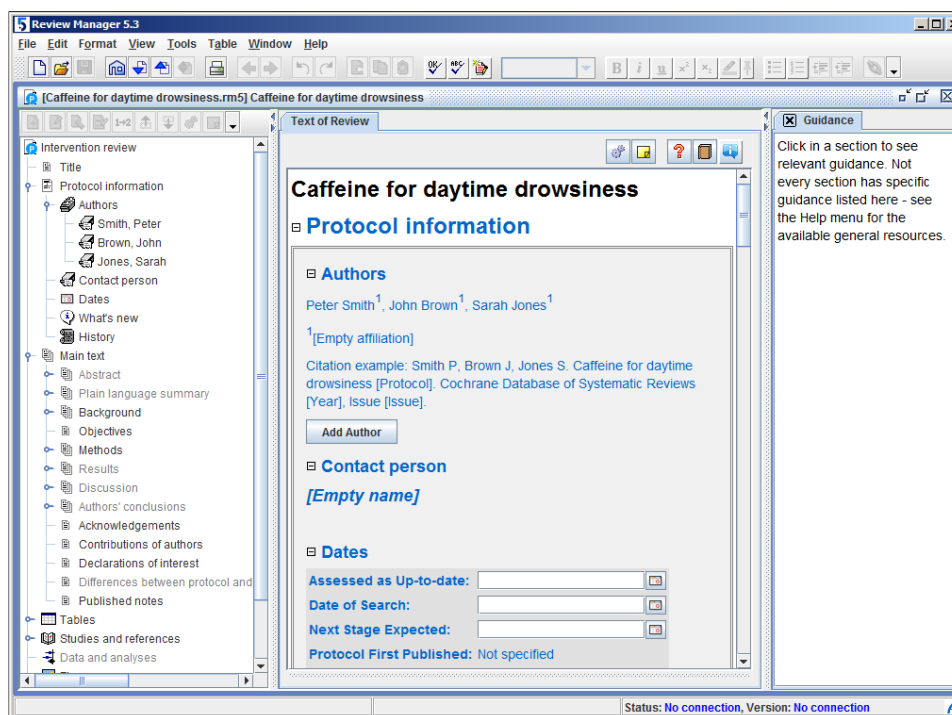 Review Manager 5.3
File Edit Format View Tools Table Window Help
[Caffeine for daytime drowsiness.rm5] Caffeine for daytime drowsiness
1→2
Intervention review
Title
Protocol information
Authors
Smith, Peter
Brown, John
Jones, Sarah
Contact person
Dates
What's new
History
Main text
Abstract
Plain language summary
Background
Objectives
Methods
Results
Discussion
Authors' conclusions
Acknowledgements
Contributions of authors
Declarations of interest
Differences between protocol and
Published notes
Tables
Studies and references
Data and analyses
Text of Review
Caffeine for daytime drowsiness
Protocol information
Authors
Peter Smith1, John Brown1, Sarah Jones1
1[Empty affiliation]
Citation example: Smith P, Brown J, Jones S. Caffeine for daytime
drowsiness [Protocol]. Cochrane Database of Systematic Reviews
[Year], Issue [Issue].
Add Author
Contact person
[Empty name]
Dates
Assessed as Up-to-date:
Date of Search:
Next Stage Expected:
Protocol First Published: Not specified
Guidance
Click in a section to see
relevant guidance. Not
every section has specific
guidance listed here - see
the Help menu for the
available general resources.
Status: No connection, Version: No connection